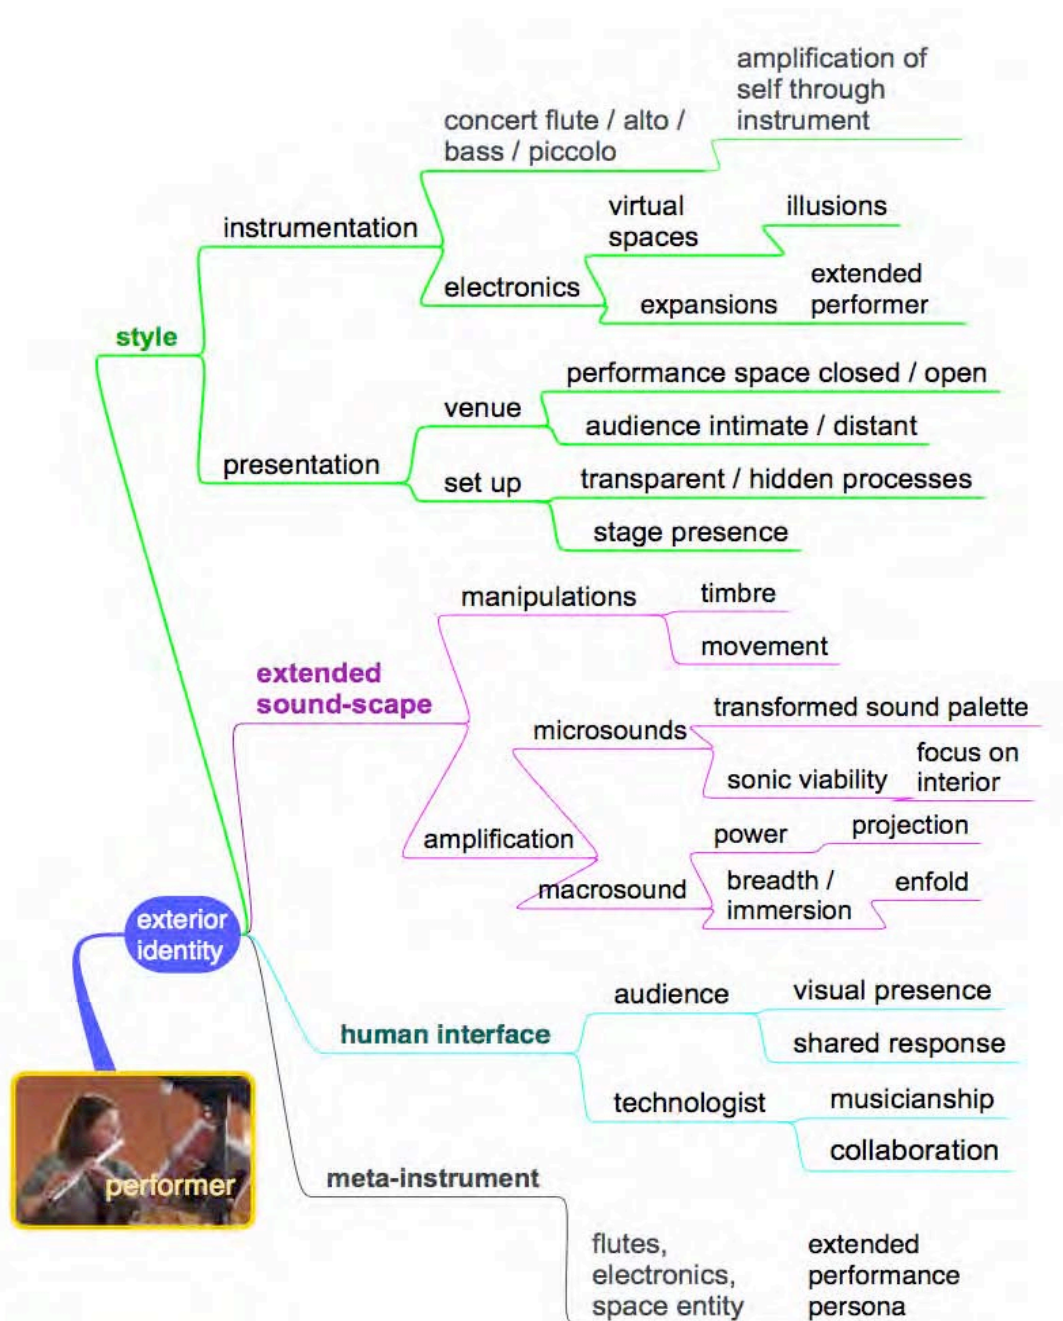 amplification of
self through
instrument
concert flute / alto /
bass / piccolo
virtual
spaces
illusions
instrumentation
electronics
expansions
extended
performer
style
performance space closed / open
venue
audience intimate / distant
presentation
set up
transparent / hidden processes
stage presence
manipulations
timbre
movement
extended
sound-scape
microsounds
transformed sound palette
sonic viability
focus on
interior
amplification
power
projection
macrosound
breadth /
immersion
enfold
exterior
identity
audience
visual presence
shared response
human interface
technologist
musicianship
collaboration
performer
meta-instrument
flutes,
electronics,
space entity
extended
performance
persona